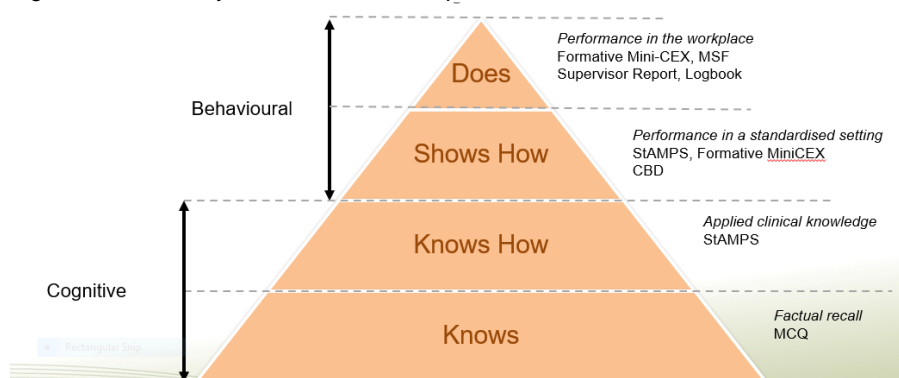 Performance in the workplace
Formative Mini-CEX, MSF
Supervisor Report, Logbook
Does
Behavioural
Performance in a standardised setting
StAMPS, Formative MiniCEX
CBD
Shows How
Applied clinical knowledge
StAMPS
Knows How
Cognitive
Factual recall
MCQ
Knows
Rectangular Snip